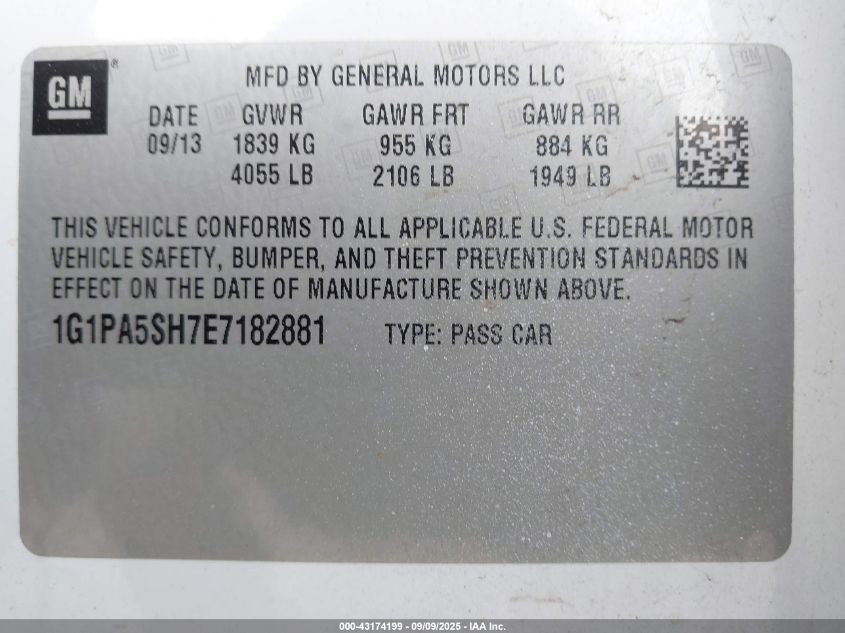 GM
MFD BY GENERAL MOTORS LLC
DATE GVWR GAWR FRT GAWR RR
09/13 1839 KG 955 KG 884 KG
4055 LB 2106 LB 1949 LB
THIS VEHICLE CONFORMS TO ALL APPLICABLE U.S. FEDERAL MOTOR
VEHICLE SAFETY, BUMPER, AND THEFT PREVENTION STANDARDS IN
EFFECT ON THE DATE OF MANUFACTURE SHOWN ABOVE.
1G1PA5SH7E7182881 TYPE: PASS CAR
000-43174199 - 09/09/2025 - IAA Inc.